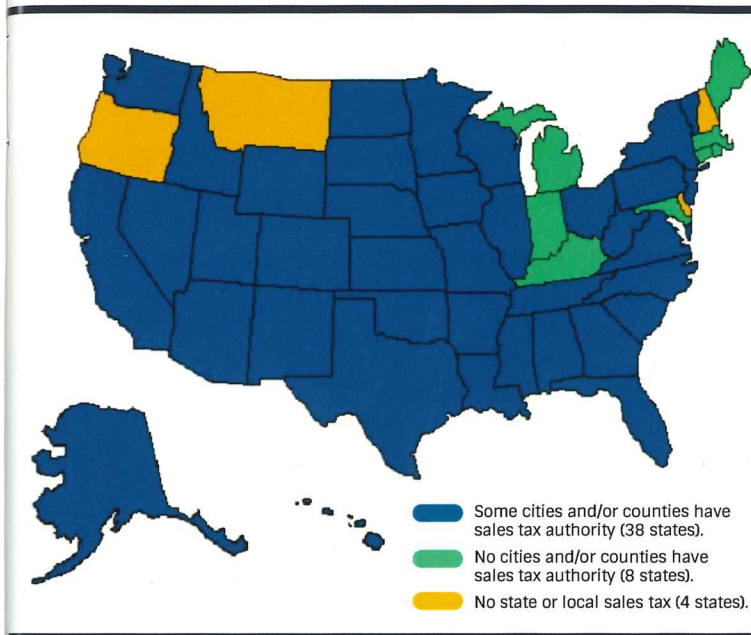 Some cities and/or counties have
sales tax authority (38 states).
No cities and/or counties have
sales tax authority (8 states).
No state or local sales tax (4 states).